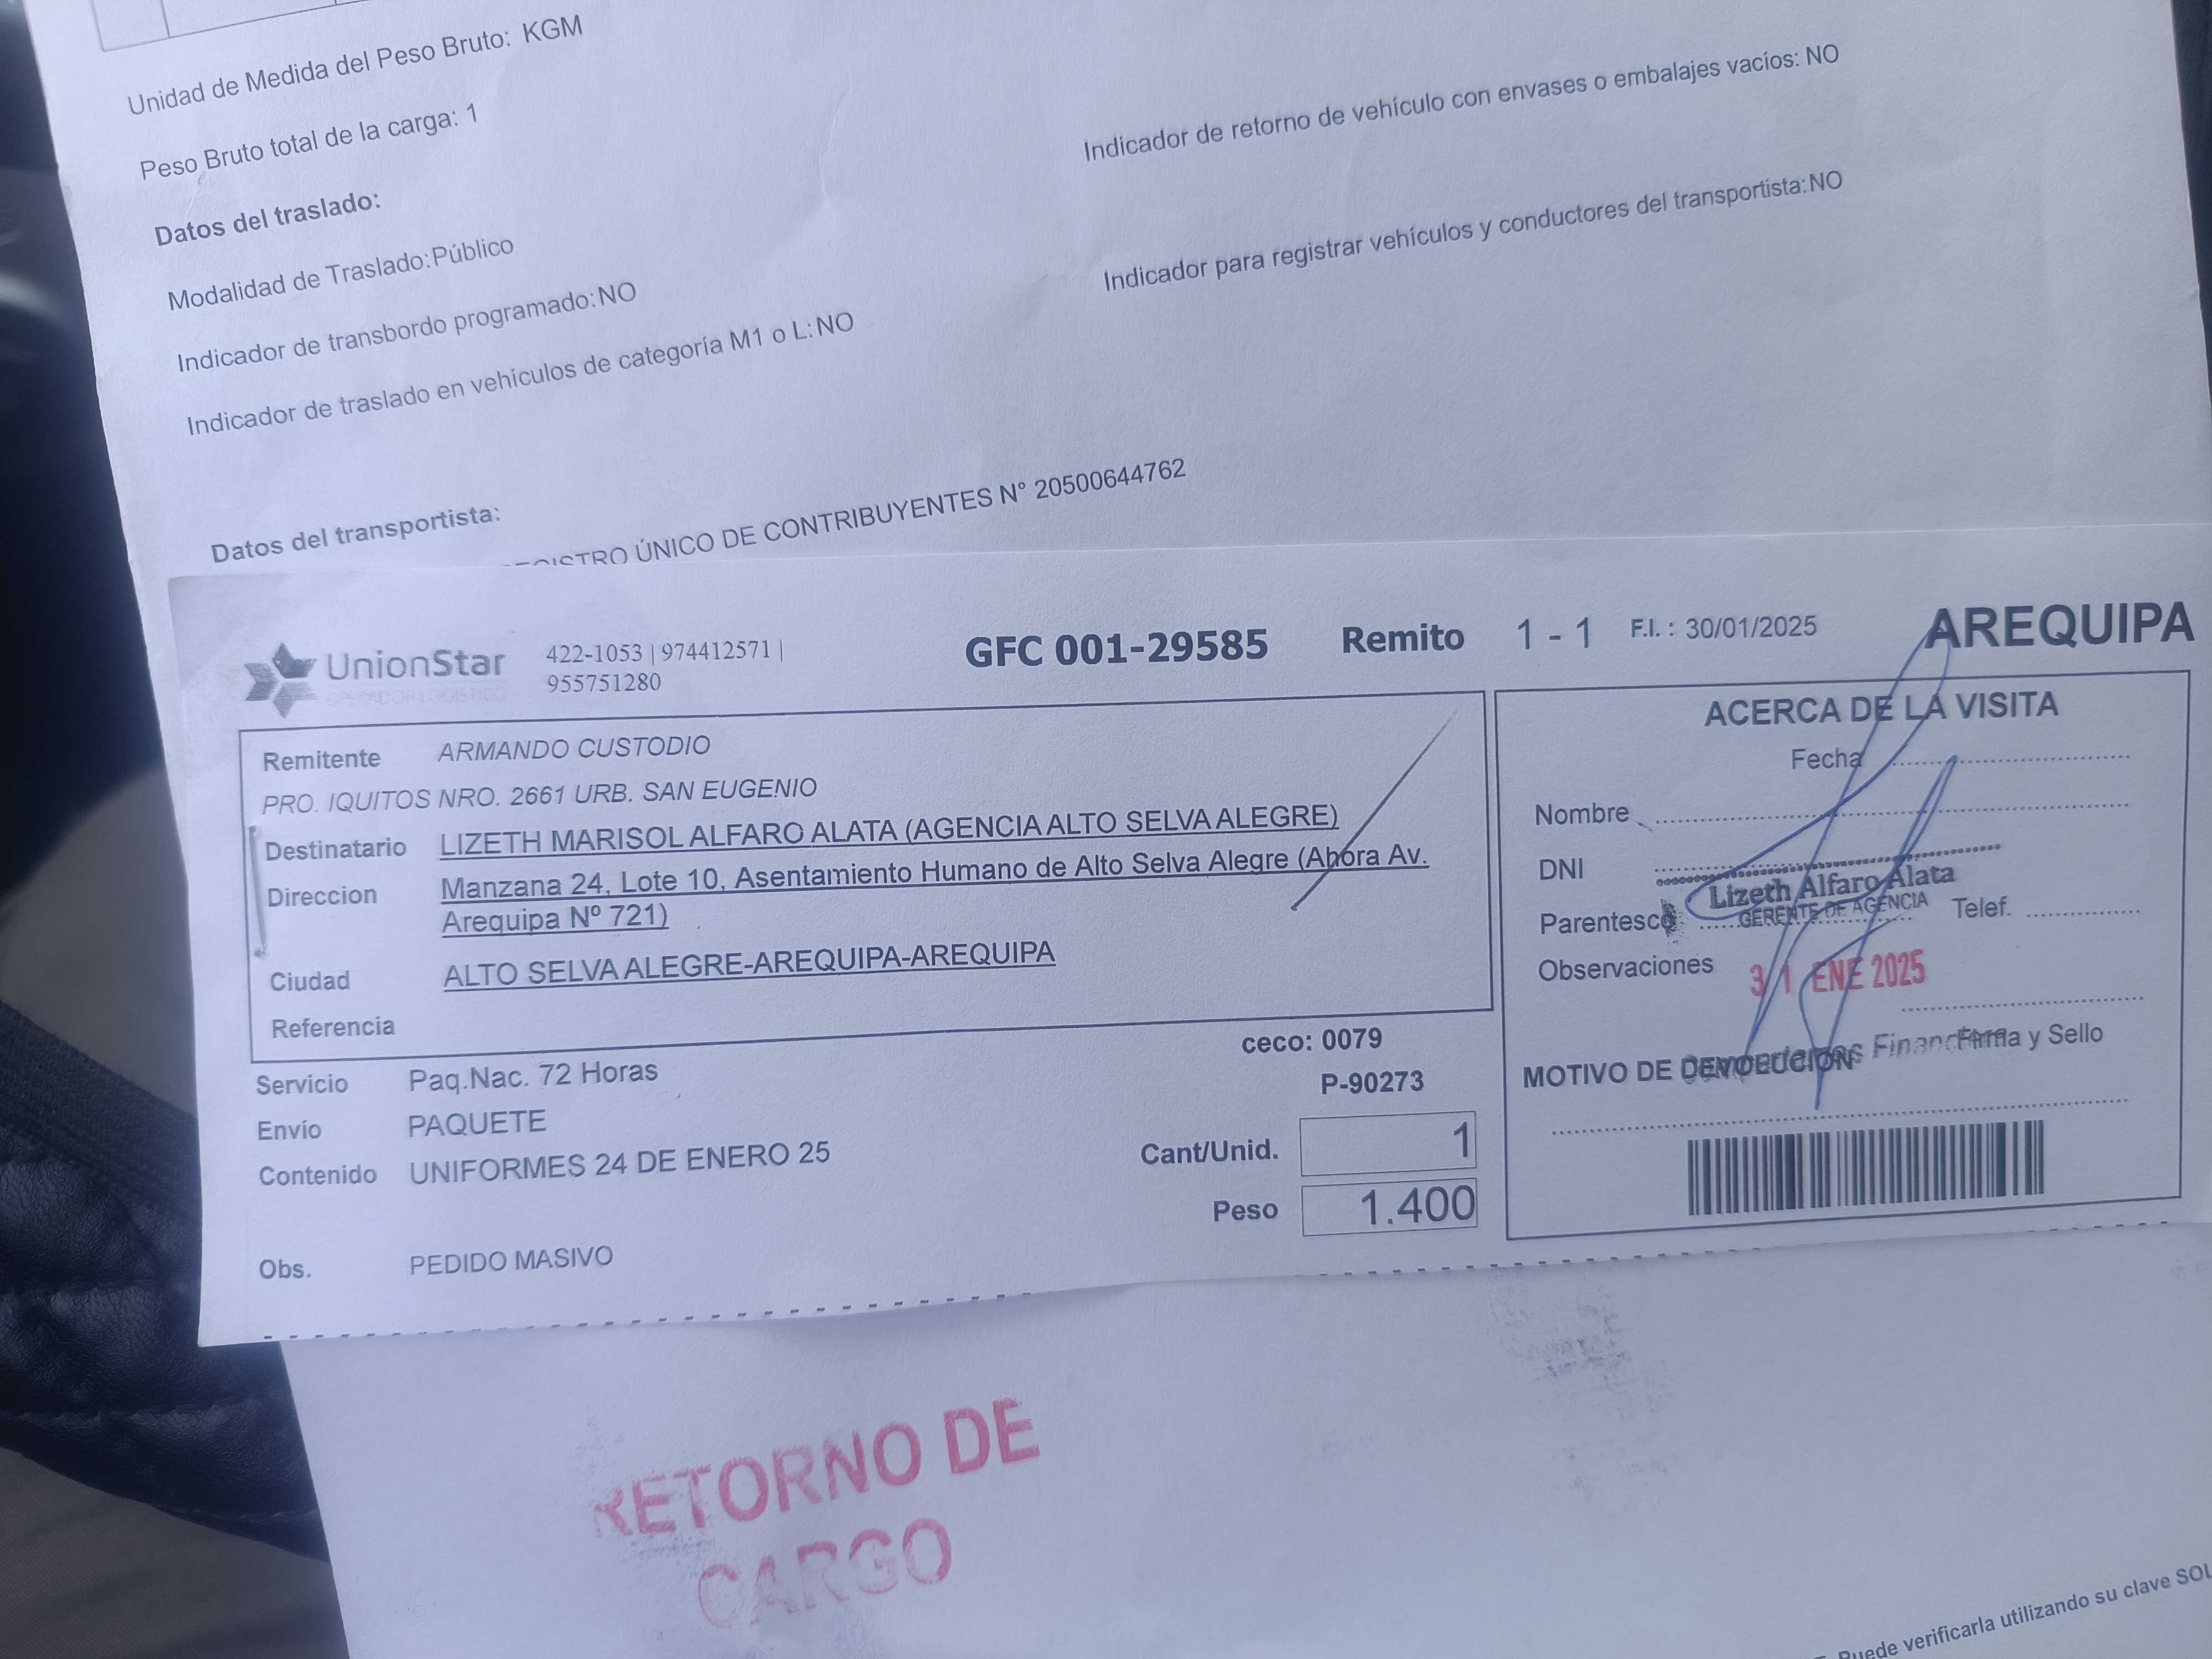 Unidad de Medida del Peso Bruto: KGM
Peso Bruto total de la carga: 1
Indicador de retorno de vehículo con envases o embalajes vacíos: NO
Datos del traslado:
Modalidad de Traslado:Público
Indicador para registrar vehículos y conductores del transportista:NO
Indicador de transbordo programado:NO
Indicador de traslado en vehículos de categoría M1 o L:NO
Datos del transportista:
ÚNICO DE CONTRIBUYENTES N° 20500644762
UnionStar
422-1053 | 974412571 |
955751280
GFC 001-29585 Remito 1 - 1 F.I. : 30/01/2025 AREQUIPA
Remitente ARMANDO CUSTODIO
PRO. IQUITOS NRO. 2661 URB. SAN EUGENIO
Destinatario LIZETH MARISOL ALFARO ALATA (AGENCIA ALTO SELVA ALEGRE)
Direccion Manzana 24, Lote 10, Asentamiento Humano de Alto Selva Alegre (Ahora Av.
Arequipa Nº 721)
Ciudad ALTO SELVA ALEGRE-AREQUIPA-AREQUIPA
Referencia
ceco: 0079
Servicio Paq.Nac. 72 Horas
P-90273
Envío PAQUETE
Contenido UNIFORMES 24 DE ENERO 25
Cant/Unid. 1
Peso 1.400
Obs. PEDIDO MASIVO
ACERCA DE LA VISITA
Fecha
Nombre
DNI
Lizeth Alfaro Alata
GERENTE DE AGENCIA
Parentesco Telef.
Observaciones
31 ENE 2025
Firma y Sello
MOTIVO DE DEVOLUCION
RETORNO DE
CARGO
Puede verificarla utilizando su clave SOL